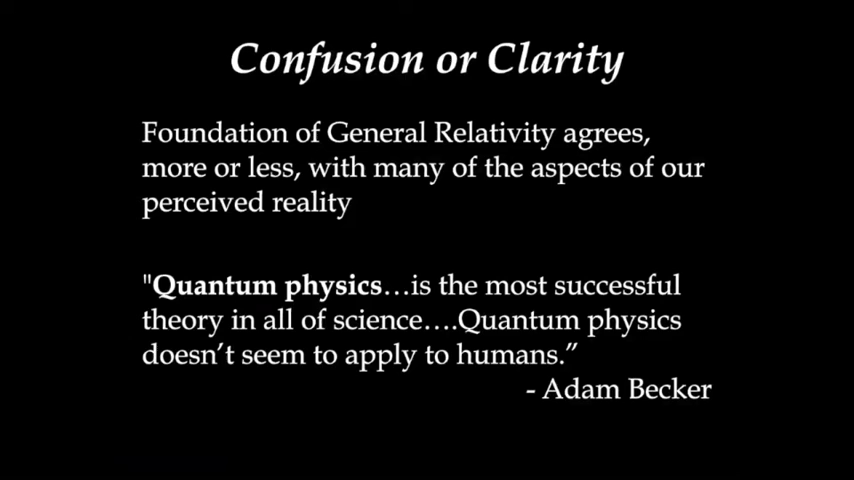 Confusion or Clarity
Foundation of General Relativity agrees,
more or less, with many of the aspects of our
perceived reality
"Quantum physics…is the most successful
theory in all of science….Quantum physics
doesn’t seem to apply to humans.”
- Adam Becker